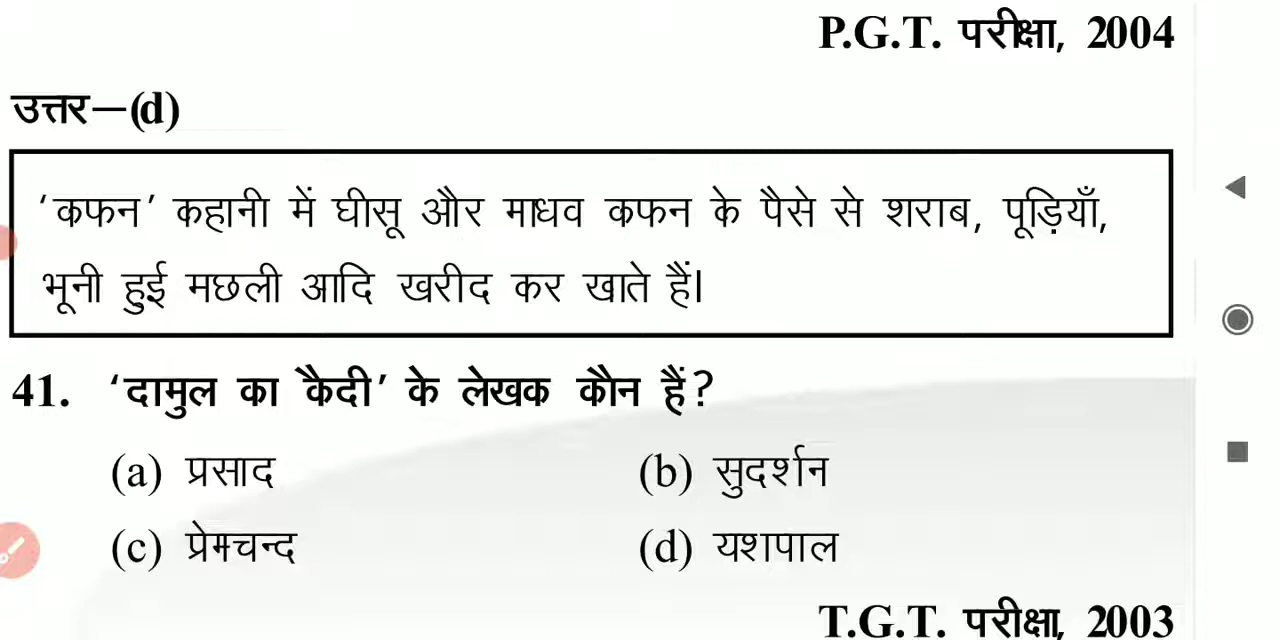 P.G.T. परीक्षा, 2004
उत्तर—(d)
‘कफन’ कहानी में घीसू और माधव कफन के पैसे से शराब, पूड़ियाँ,
भूनी हुई मछली आदि खरीद कर खाते हैं।
41. ‘दामुल का कैदी’ के लेखक कौन हैं?
(a) प्रसाद (b) सुदर्शन
(c) प्रेमचन्द (d) यशपाल
T.G.T. परीक्षा, 2003